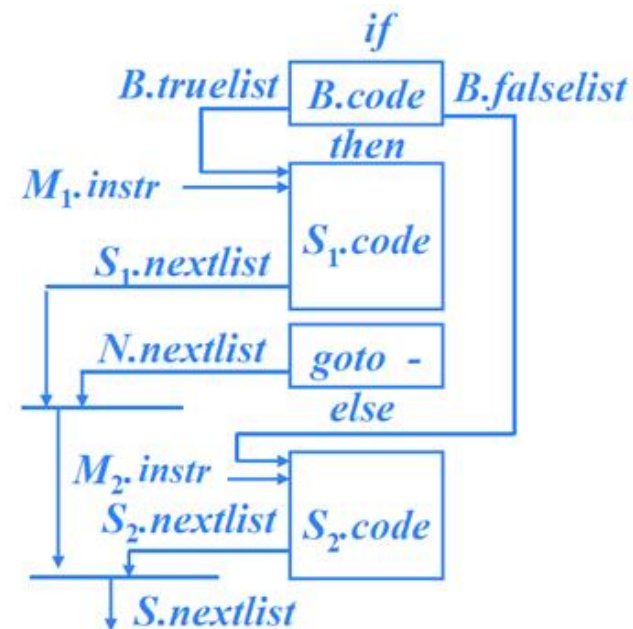 if
B.truelist
B.code
B.falselist
then
M₁.instr
S₁.code
S₁.nextlist
N.nextlist
goto -
else
M₂.instr
S₂.nextlist
S₂.code
S.nextlist